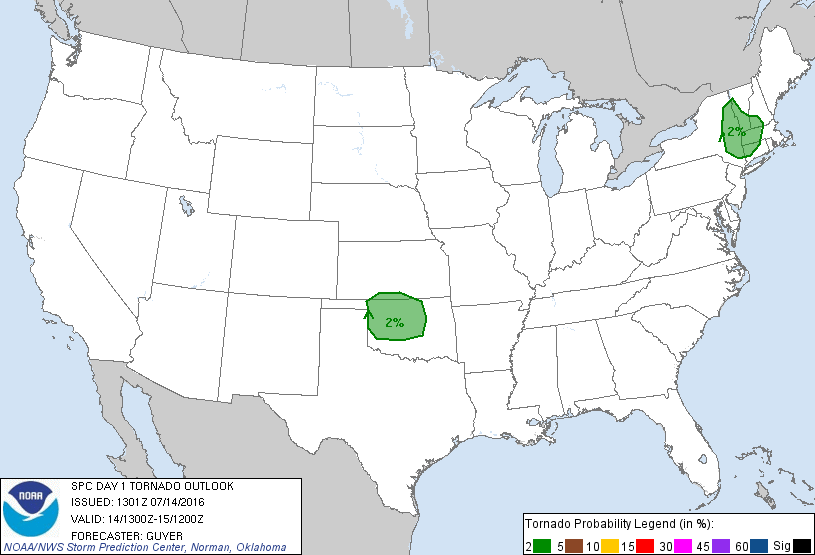 2%
2%
NOAA
SPC DAY 1 TORNADO OUTLOOK
ISSUED: 1301Z 07/14/2016
VALID: 14/1300Z-15/1200Z
FORECASTER: GUYER
NOAA/NWS Storm Prediction Center, Norman, Oklahoma
Tornado Probability Legend (in %):
2 5 10 15 30 45 60 Sig